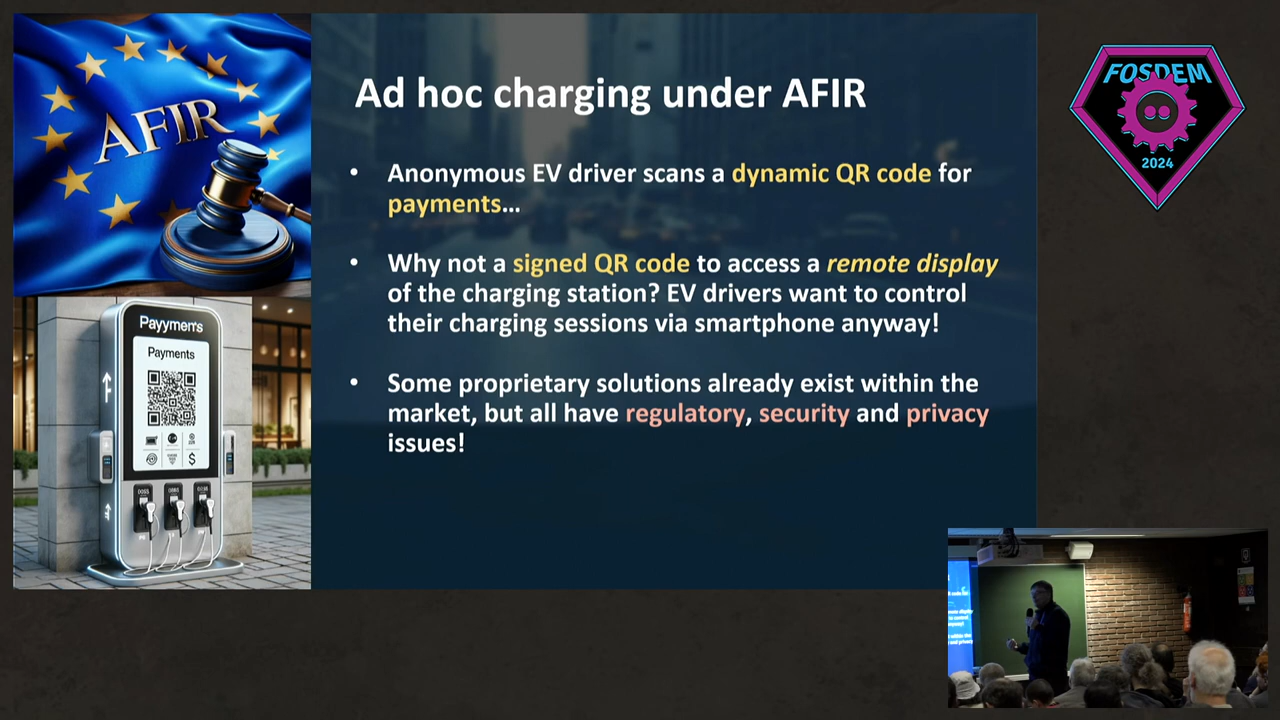 AFIR
Ad hoc charging under AFIR
• Anonymous EV driver scans a dynamic QR code for
payments...
• Why not a signed QR code to access a remote display
of the charging station? EV drivers want to control
their charging sessions via smartphone anyway!
• Some proprietary solutions already exist within the
market, but all have regulatory, security and privacy
issues!
Payymers
Payments
$
FOSDEM
2024